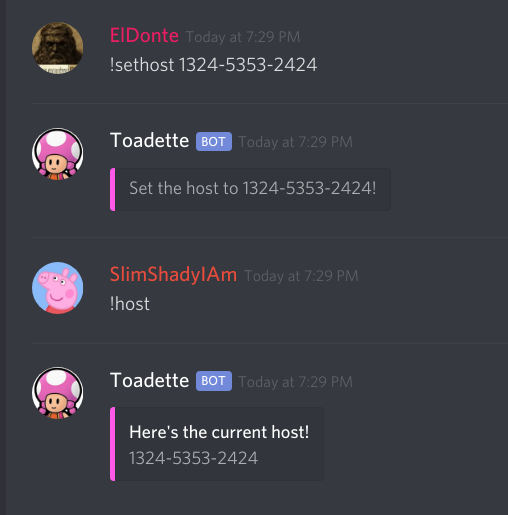 ElDonte Today at 7:29 PM
!sethost 1324-5353-2424
Toadette BOT Today at 7:29 PM
Set the host to 1324-5353-2424!
SlimShadyIAm Today at 7:29 PM
!host
Toadette BOT Today at 7:29 PM
Here's the current host!
1324-5353-2424